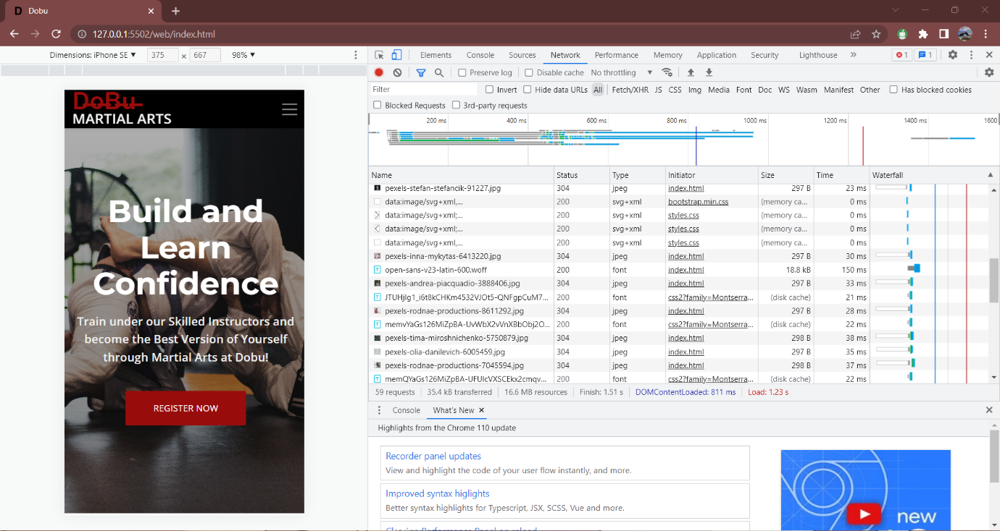 Dobu
127.0.0.1:5502/web/index.html
Dimensions: iPhone SE ▼ 375 x 667 98% ▼
DoBu
MARTIAL ARTS
Build and
Learn
Confidence
Train under our Skilled Instructors and
become the Best Version of Yourself
through Martial Arts at Dobu!
REGISTER NOW
Elements Console Sources Network Performance Memory Application Security Lighthouse » 1 1
Preserve log Disable cache No throttling ▼
Filter Invert Hide data URLs All Fetch/XHR JS CSS Img Media Font Doc WS Wasm Manifest Other Has blocked cookies
Blocked Requests 3rd-party requests
200 ms 400 ms 600 ms 800 ms 1000 ms 1200 ms 1400 ms 1600
Name Status Type Initiator Size Time Waterfall
pexels-stefan-stefancik-91227.jpg 304 jpeg index.html 297 B 23 ms
data:image/svg+xml,... 200 svg+xml bootstrap.min.css (memory ca... 0 ms
data:image/svg+xml;... 200 svg+xml styles.css (memory ca... 0 ms
data:image/svg+xml;... 200 svg+xml styles.css (memory ca... 0 ms
data:image/svg+xml,... 200 svg+xml styles.css (memory ca... 0 ms
pexels-inna-mykytas-6413220.jpg 304 jpeg index.html 297 B 30 ms
open-sans-v23-latin-600.woff 200 font index.html 18.8 kB 150 ms
pexels-andrea-piacquadio-3888406.jpg 304 jpeg index.html 297 B 33 ms
JTUHjIg1_i6t8kCHKm4532VJOt5-QNFgpCuM7... 200 font css2?family=Montserra... (disk cache) 21 ms
pexels-rodnae-productions-8611292.jpg 304 jpeg index.html 297 B 28 ms
memvYaGs126MiZpBA-UvWbX2vVnXBbObj2O... 200 font css2?family=Montserra... (disk cache) 22 ms
pexels-tima-miroshnichenko-5750879.jpg 304 jpeg index.html 298 B 38 ms
pexels-olia-danilevich-6005459.jpg 304 jpeg index.html 297 B 35 ms
pexels-rodnae-productions-7045594.jpg 304 jpeg index.html 298 B 37 ms
memQYaGs126MiZpBA-UFUIcVXSCEkx2cmqv... 200 font css2?family=Montserra... (disk cache) 22 ms
59 requests 35.4 kB transferred 16.6 MB resources Finish: 1.51 s DOMContentLoaded: 811 ms Load: 1.23 s
Console What's New
Highlights from the Chrome 110 update
Recorder panel updates
View and highlight the code of your user flow instantly, and more.
Improved syntax higlights
Better syntax highlights for Typescript, JSX, SCSS, Vue and more.
new